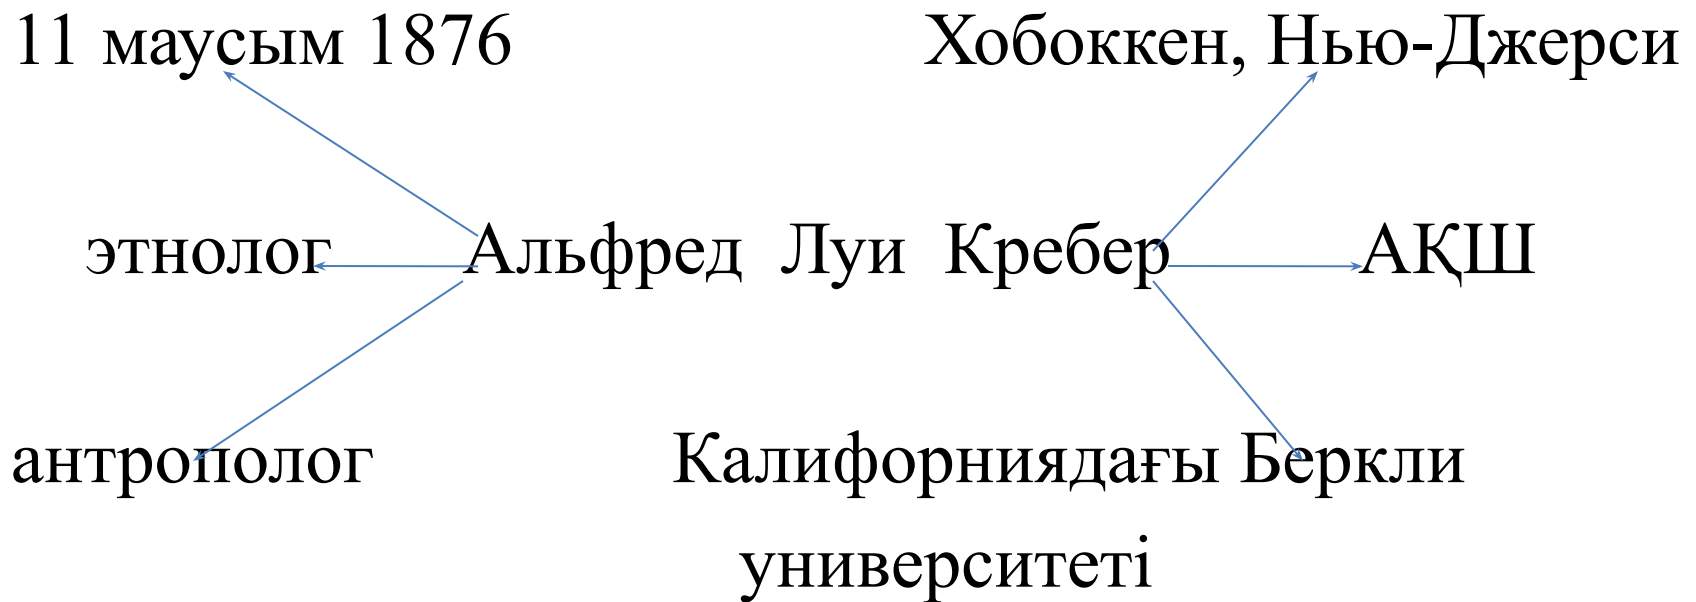 11 маусым 1876 Хобоккен, Нью-Джерси
этнолог Альфред Луи Кребер АҚШ
антрополог Калифорниядағы Беркли
университеті